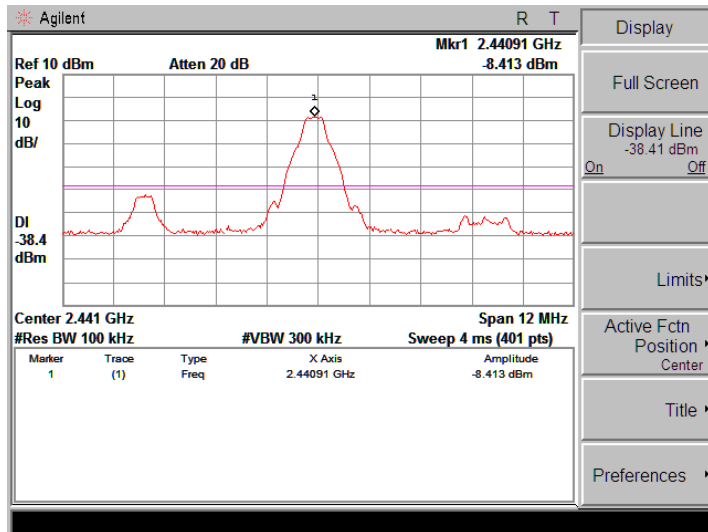 Agilent R T
Mkr1 2.44091 GHz
Ref 10 dBm Atten 20 dB -8.413 dBm
Peak
Log
10
dB/
1
DI
-38.4
dBm
Center 2.441 GHz Span 12 MHz
#Res BW 100 kHz #VBW 300 kHz Sweep 4 ms (401 pts)
Marker Trace Type X Axis Amplitude
1 (1) Freq 2.44091 GHz -8.413 dBm
Display
Full Screen
Display Line
-38.41 dBm
On Off
Limits
Active Fctn
Position
Center
Title
Preferences